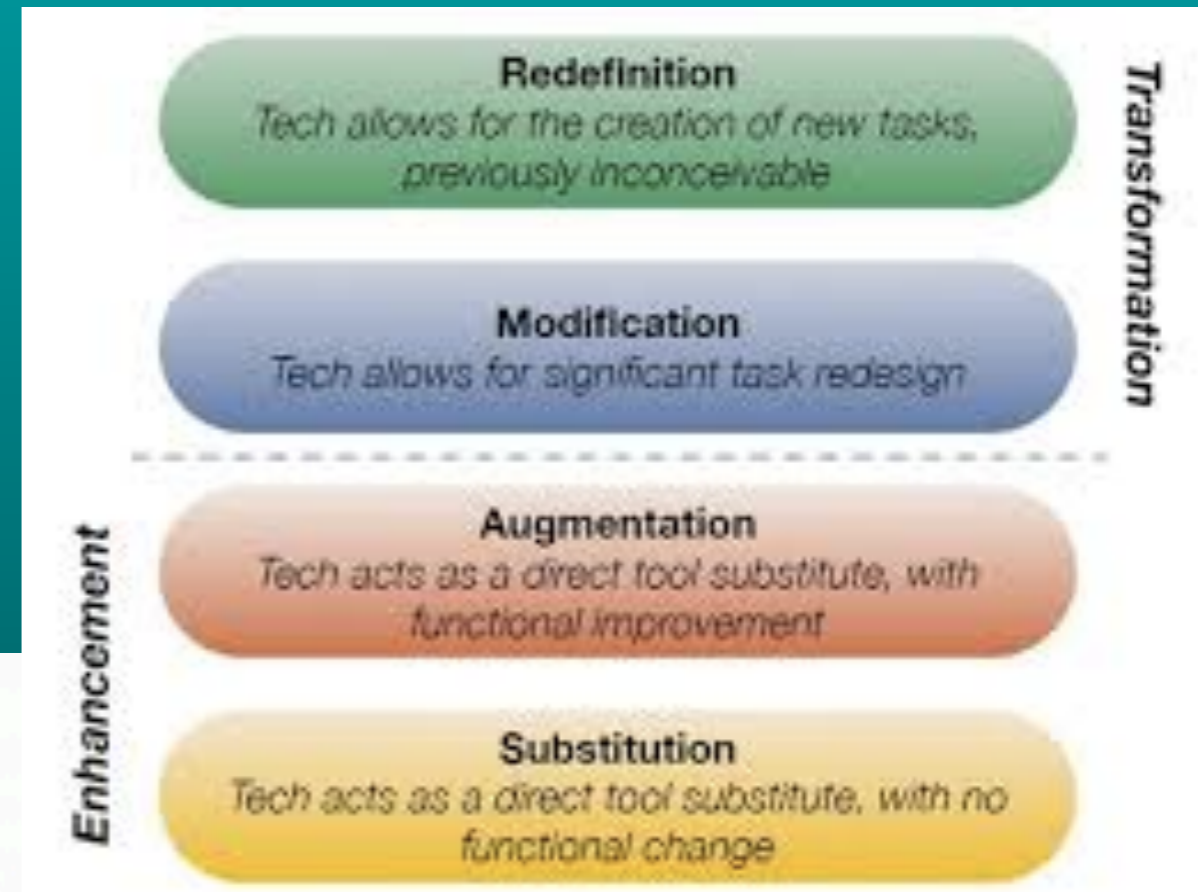 Redefinition
Tech allows for the creation of new tasks,
previously inconceivable
Transformation
Modification
Tech allows for significant task redesign
Enhancement
Augmentation
Tech acts as a direct tool substitute, with
functional improvement
Substitution
Tech acts as a direct tool substitute, with no
functional change